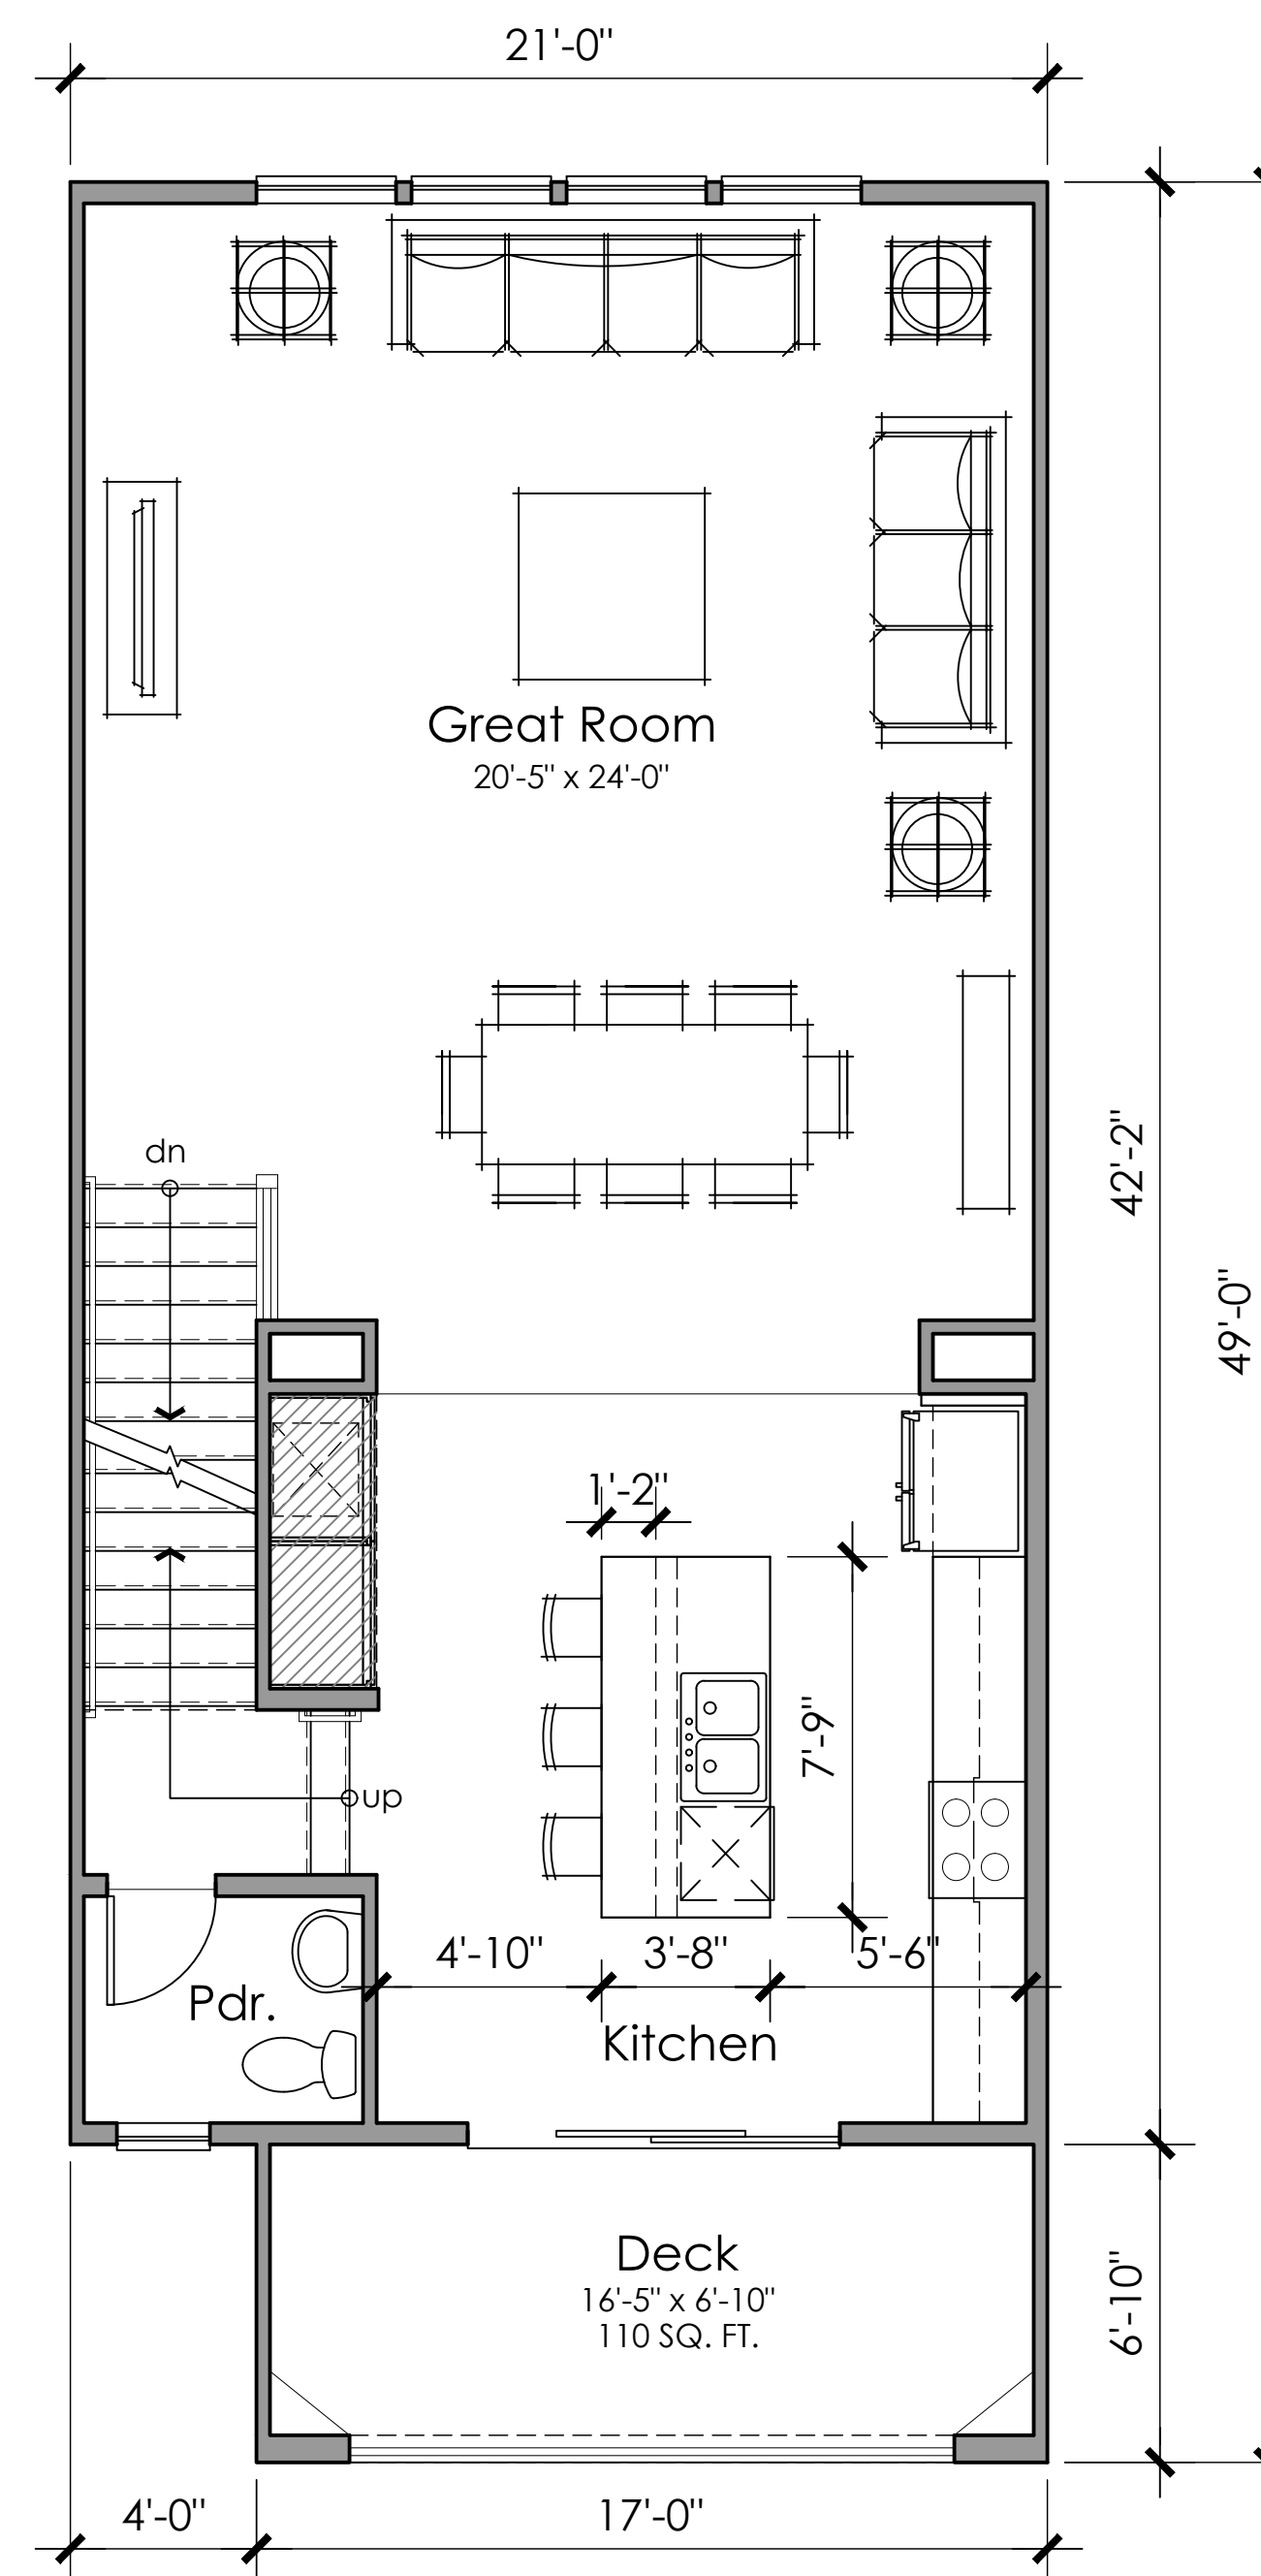 21'-0"
Great Room
20'-5" x 24'-0"
dn
42'-2"
49'-0"
1'-2"
7'-9"
up
4'-10"
3'-8"
5'-6"
Pdr.
Kitchen
Deck
16'-5" x 6'-10"
110 SQ. FT.
6'-10"
4'-0"
17'-0"